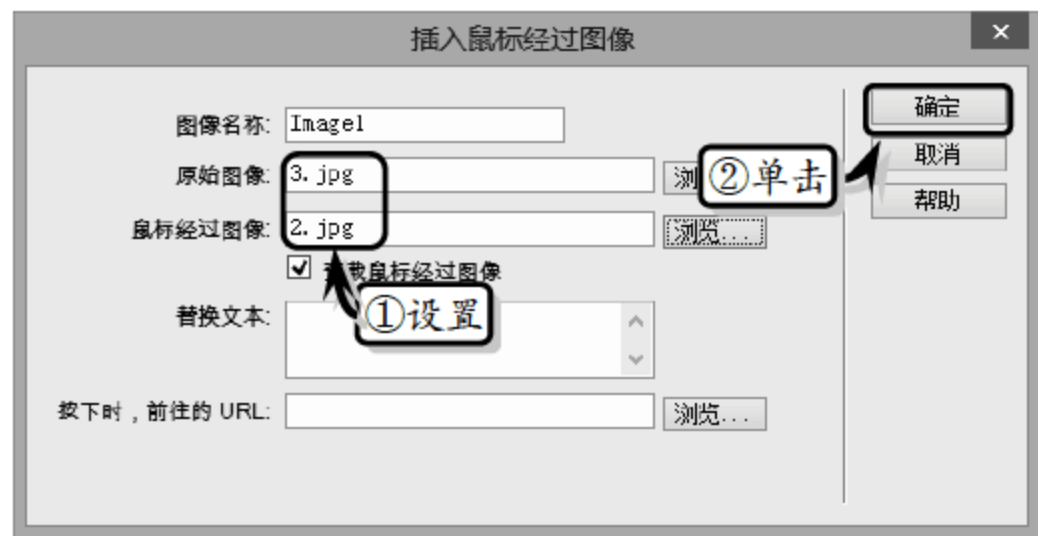 插入鼠标经过图像
图像名称: Image1
确定
原始图像: 3.jpg
浏
②单击
取消
鼠标经过图像: 2.jpg
浏览...
帮助
载鼠标经过图像
①设置
替换文本:
按下时，前往的 URL:
浏览...